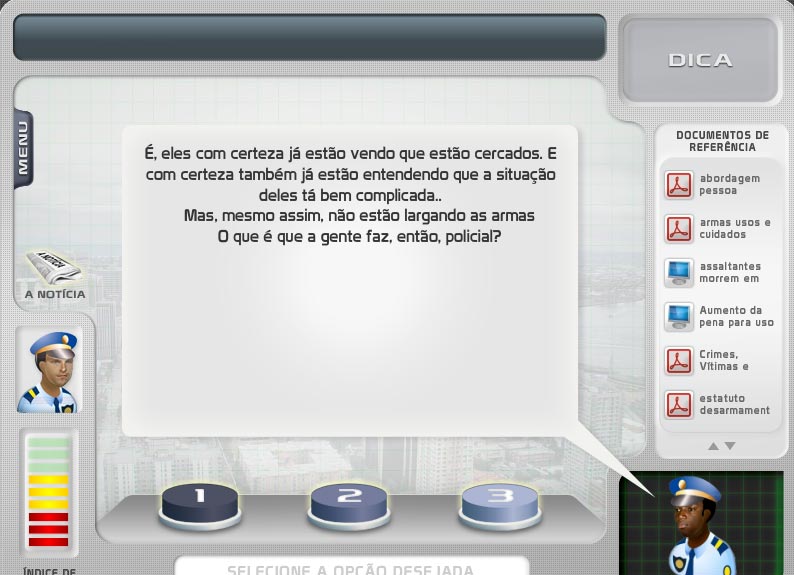 DICA
MENU
É, eles com certeza já estão vendo que estão cercados. E
com certeza também já estão entendendo que a situação
deles tá bem complicada..
Mas, mesmo assim, não estão largando as armas
O que é que a gente faz, então, policial?
A NOTÍCIA
A NOTÍCIA
DOCUMENTOS DE
REFERÊNCIA
abordagem
pessoa
armas usos e
cuidados
assaltantes
morrem em
Aumento da
pena para uso
Crimes,
Vítimas e
estatuto
desarmament
1
2
3
ÍNDICE DE
SELECIONE A OPÇÃO DESEJADA